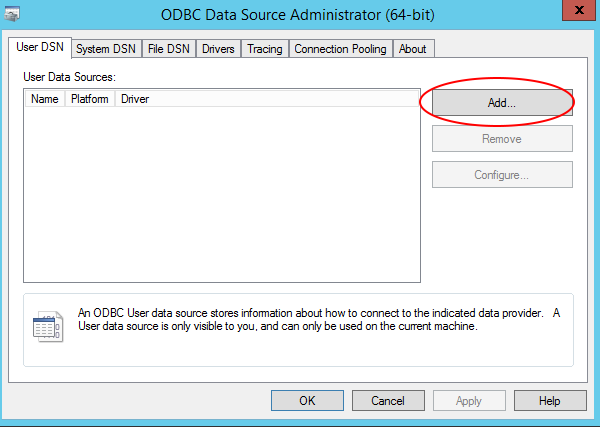 ODBC Data Source Administrator (64-bit)
x
User DSN System DSN File DSN Drivers Tracing Connection Pooling About
User Data Sources:
Name Platform Driver
Add...
Remove
Configure...
An ODBC User data source stores information about how to connect to the indicated data provider. A
User data source is only visible to you, and can only be used on the current machine.
OK Cancel Apply Help